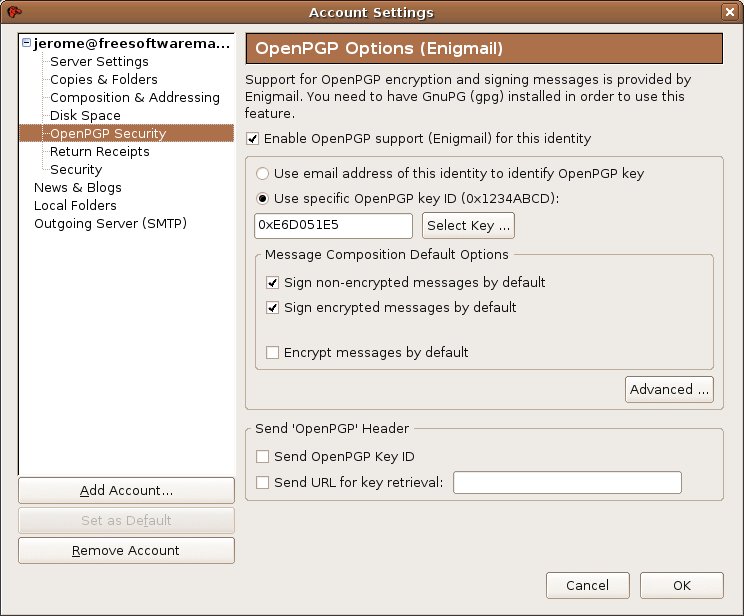 Account Settings
jerome@freesoftwarema...
Server Settings
Copies & Folders
Composition & Addressing
Disk Space
OpenPGP Security
Return Receipts
Security
News & Blogs
Local Folders
Outgoing Server (SMTP)
Add Account...
Set as Default
Remove Account
OpenPGP Options (Enigmail)
Support for OpenPGP encryption and signing messages is provided by
Enigmail. You need to have GnuPG (gpg) installed in order to use this
feature.
Enable OpenPGP support (Enigmail) for this identity
Use email address of this identity to identify OpenPGP key
Use specific OpenPGP key ID (0x1234ABCD):
0xE6D051E5
Select Key ...
Message Composition Default Options
Sign non-encrypted messages by default
Sign encrypted messages by default
Encrypt messages by default
Advanced ...
Send 'OpenPGP' Header
Send OpenPGP Key ID
Send URL for key retrieval:
Cancel
OK